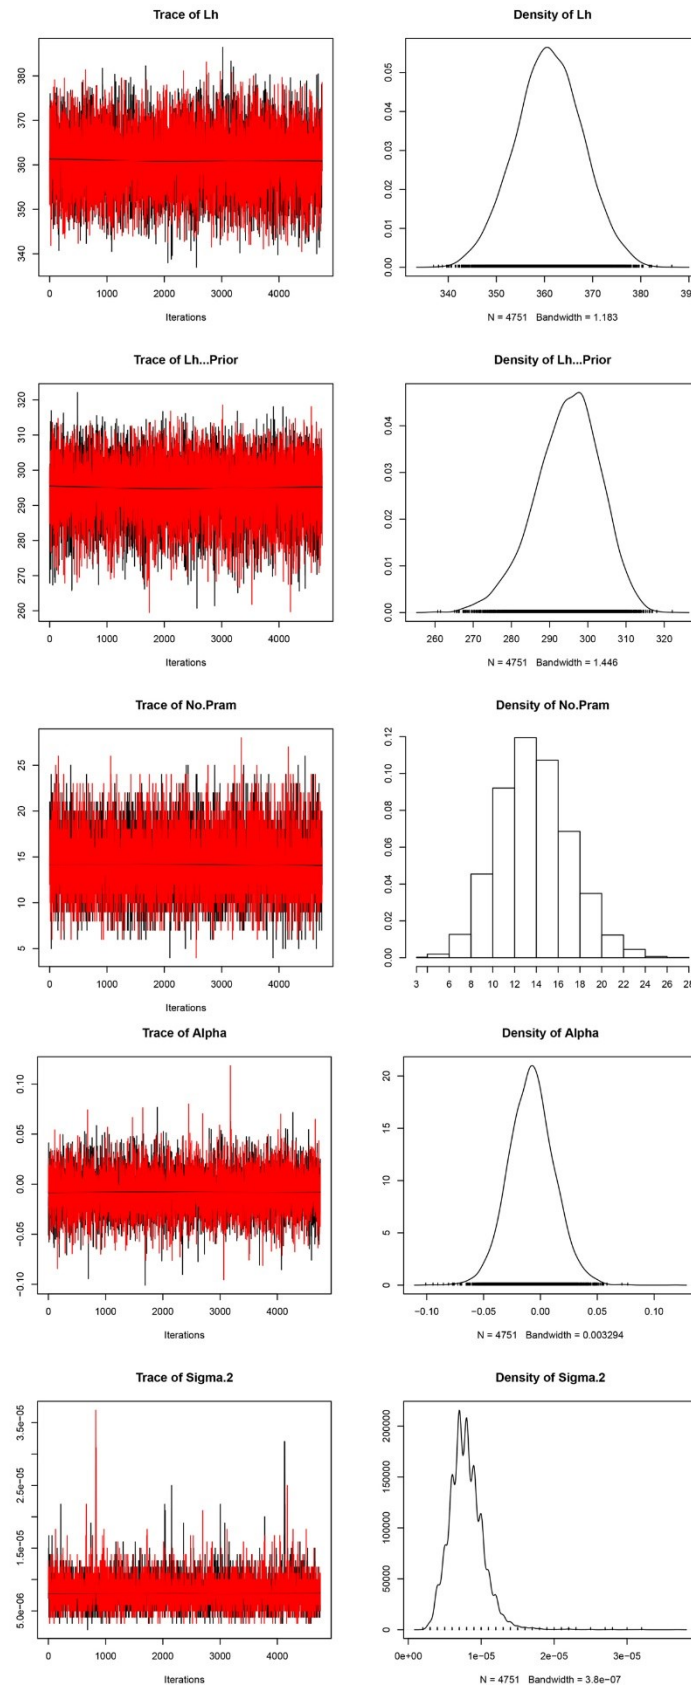 Trace of Lh
380
370
360
350
340
0 1000 2000 3000 4000
Iterations
Density of Lh
0.05
0.04
0.03
0.02
0.01
0.00
340 350 360 370 380 390
N = 4751 Bandwidth = 1.183
Trace of Lh...Prior
320
310
300
290
280
270
260
0 1000 2000 3000 4000
Iterations
Density of Lh...Prior
0.04
0.03
0.02
0.01
0.00
260 270 280 290 300 310 320
N = 4751 Bandwidth = 1.446
Trace of No.Pram
25
20
15
10
5
0 1000 2000 3000 4000
Iterations
Density of No.Pram
0.12
0.10
0.08
0.06
0.04
0.02
0.00
3 6 8 10 12 14 16 18 20 22 24 26 28
Trace of Alpha
0.10
0.05
0.00
−0.05
−0.10
0 1000 2000 3000 4000
Iterations
Density of Alpha
20
15
10
5
0
−0.10 −0.05 0.00 0.05 0.10
N = 4751 Bandwidth = 0.003294
Trace of Sigma.2
3.5e−05
2.5e−05
1.5e−05
5.0e−06
0 1000 2000 3000 4000
Iterations
Density of Sigma.2
200000
150000
100000
50000
0
0e+00 1e−05 2e−05 3e−05
N = 4751 Bandwidth = 3.8e−07